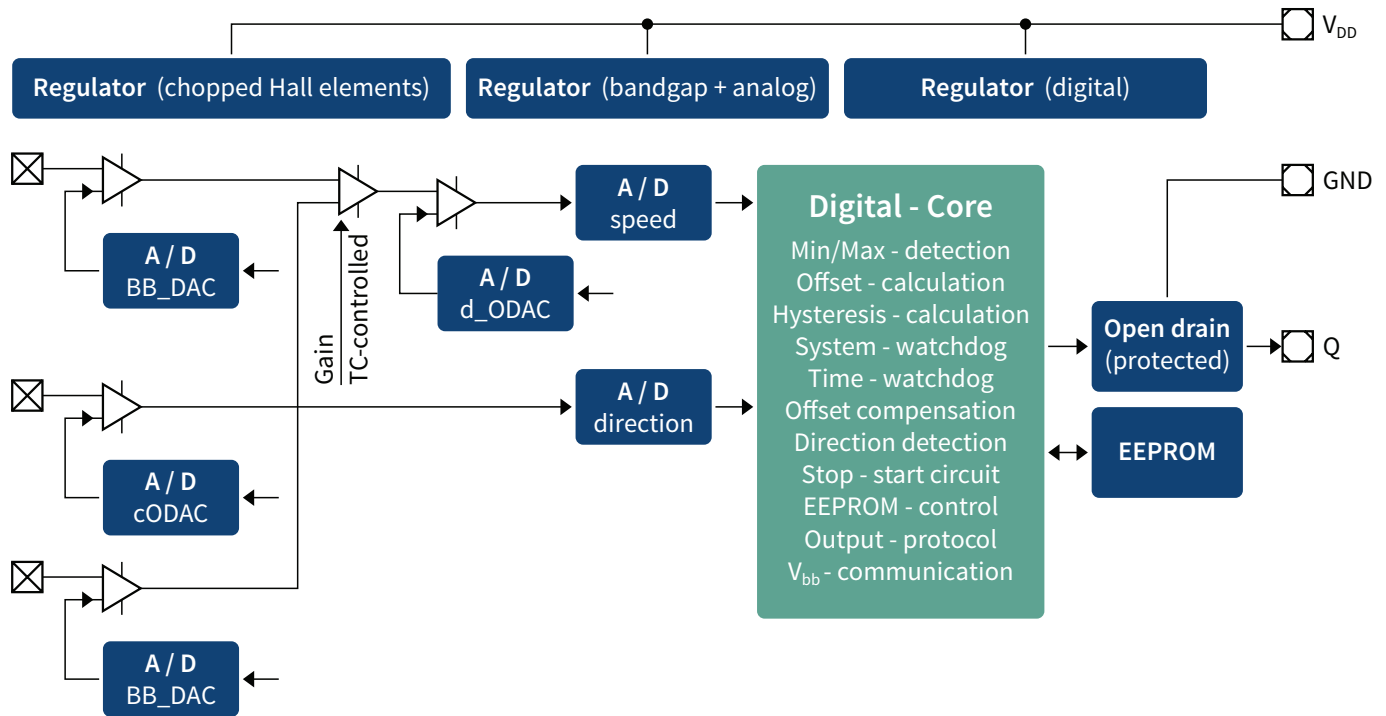 V_DD
Regulator (chopped Hall elements)
Regulator (bandgap + analog)
Regulator (digital)
A / D
BB_DAC
Gain
TC-controlled
A / D
d_ODAC
A / D
speed
A / D
cODAC
A / D
direction
A / D
BB_DAC
Digital - Core
Min/Max - detection
Offset - calculation
Hysteresis - calculation
System - watchdog
Time - watchdog
Offset compensation
Direction detection
Stop - start circuit
EEPROM - control
Output - protocol
V_bb - communication
GND
Open drain
(protected)
Q
EEPROM